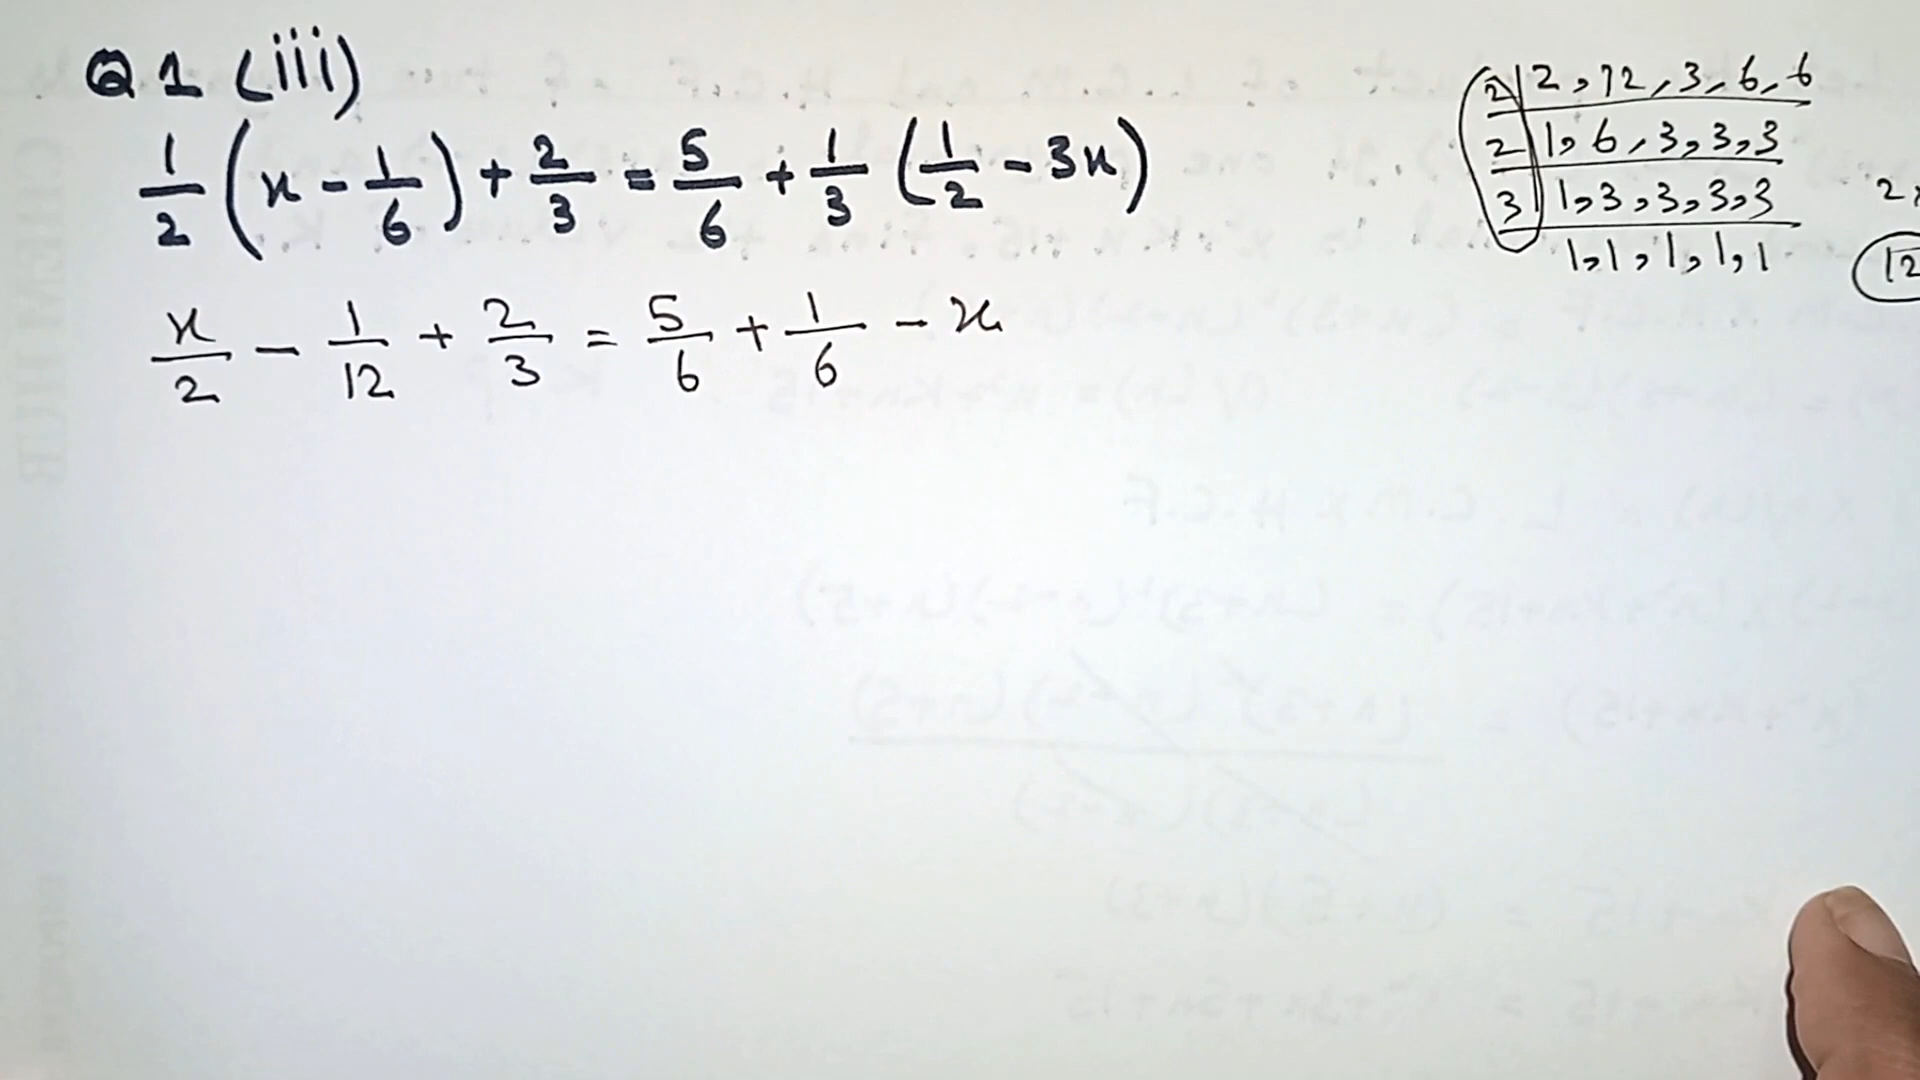 Q 1 (iii)
1/2 (x - 1/6) + 2/3 = 5/6 + 1/3 (1/2 - 3x)
x/2 - 1/12 + 2/3 = 5/6 + 1/6 - x
2 | 2, 12, 3, 6, 6
2 | 1, 6, 3, 3, 3
3 | 1, 3, 3, 3, 3
1, 1, 1, 1, 1
2x
12